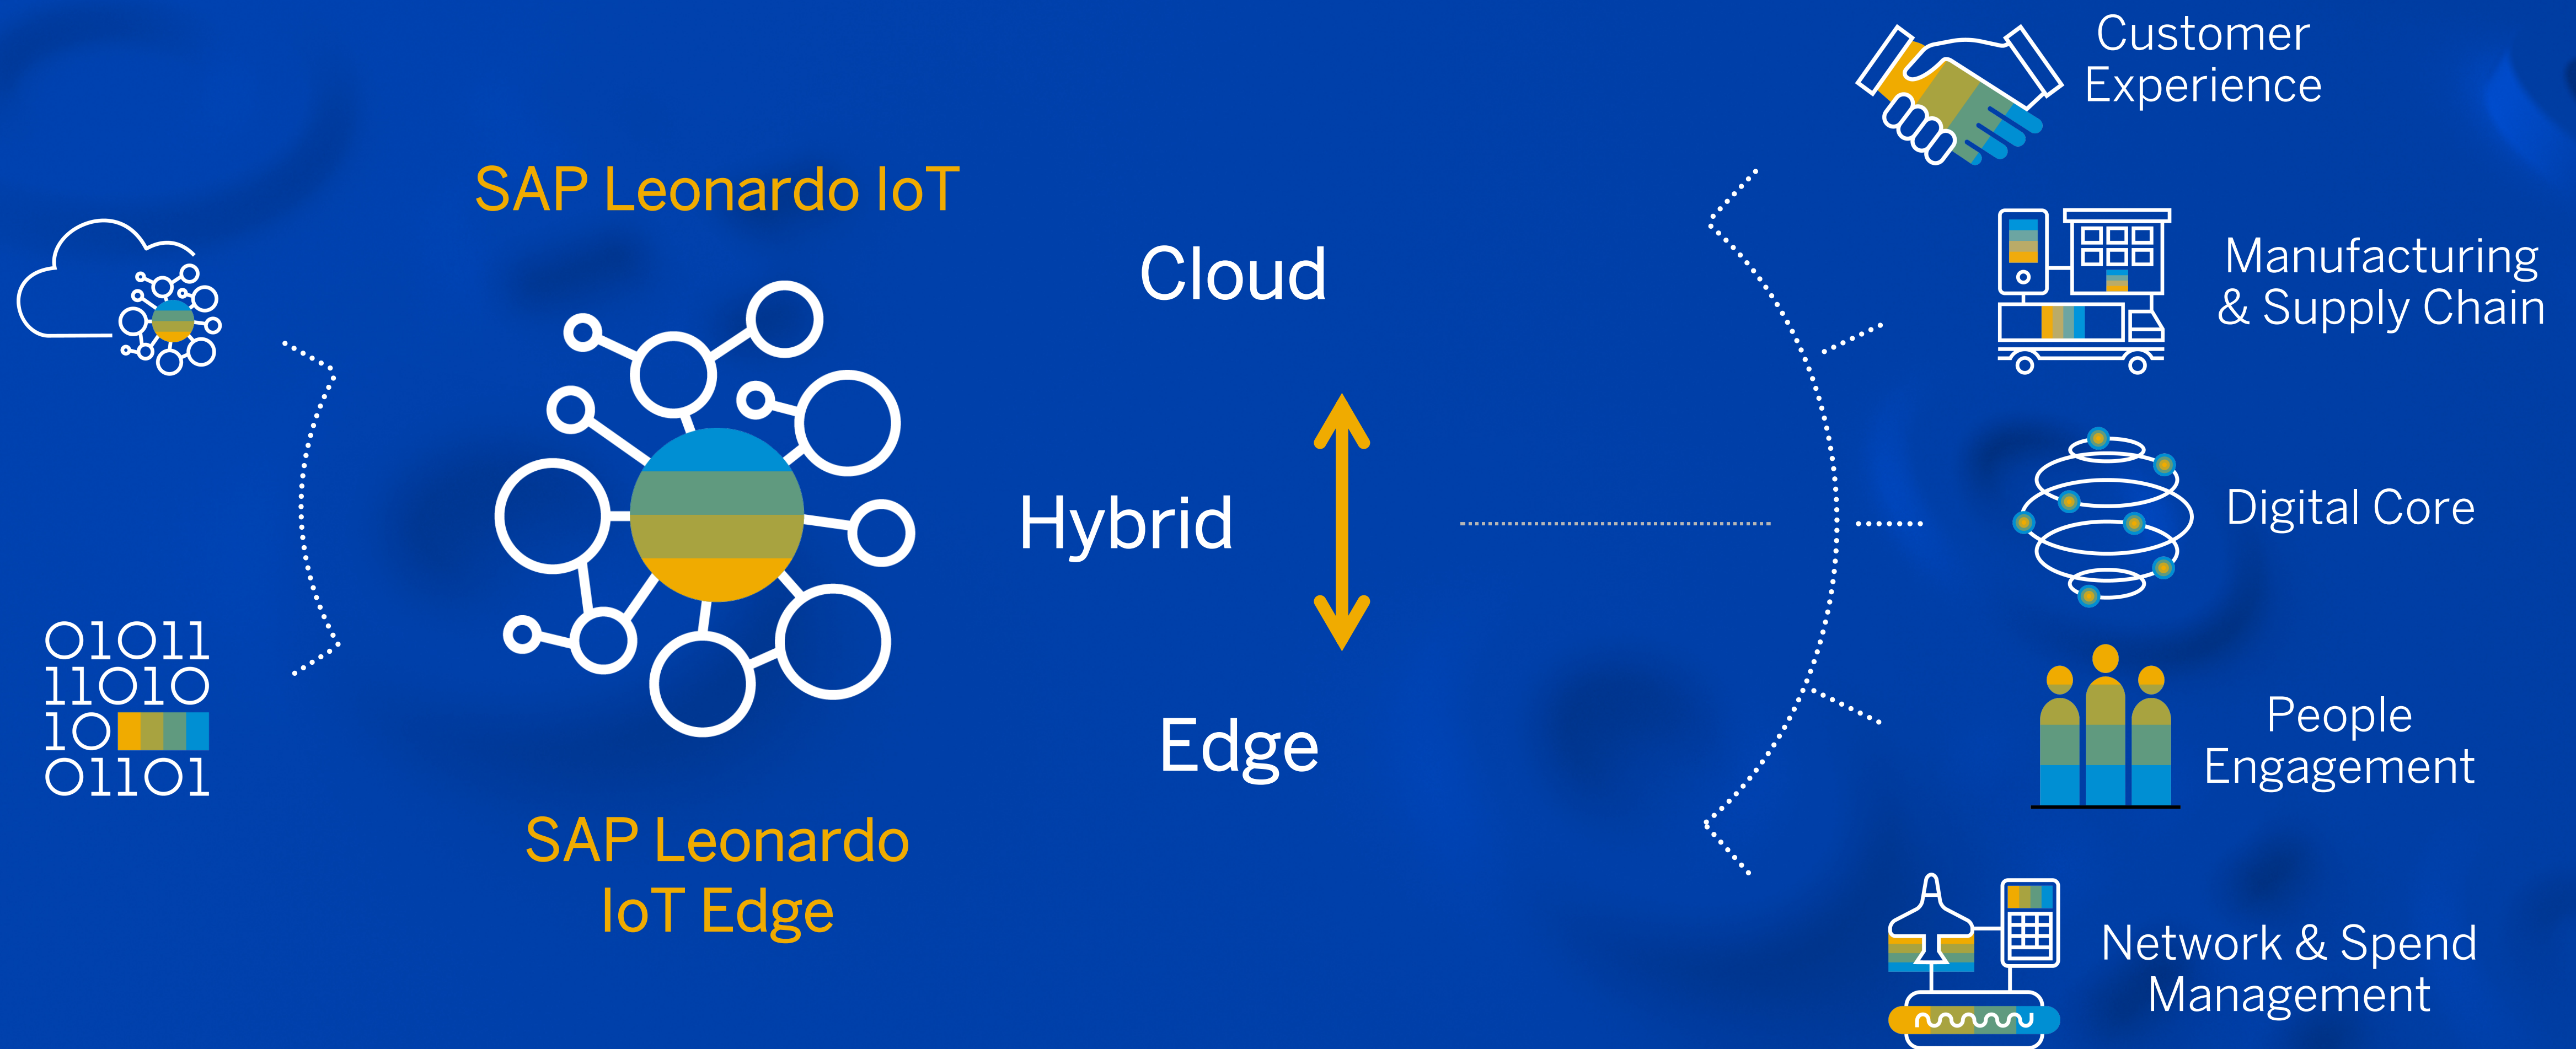 SAP Leonardo IoT
Cloud
Hybrid
Edge
SAP Leonardo
IoT Edge
01011
11010
10
01101
Customer
Experience
Manufacturing
& Supply Chain
Digital Core
People
Engagement
Network & Spend
Management